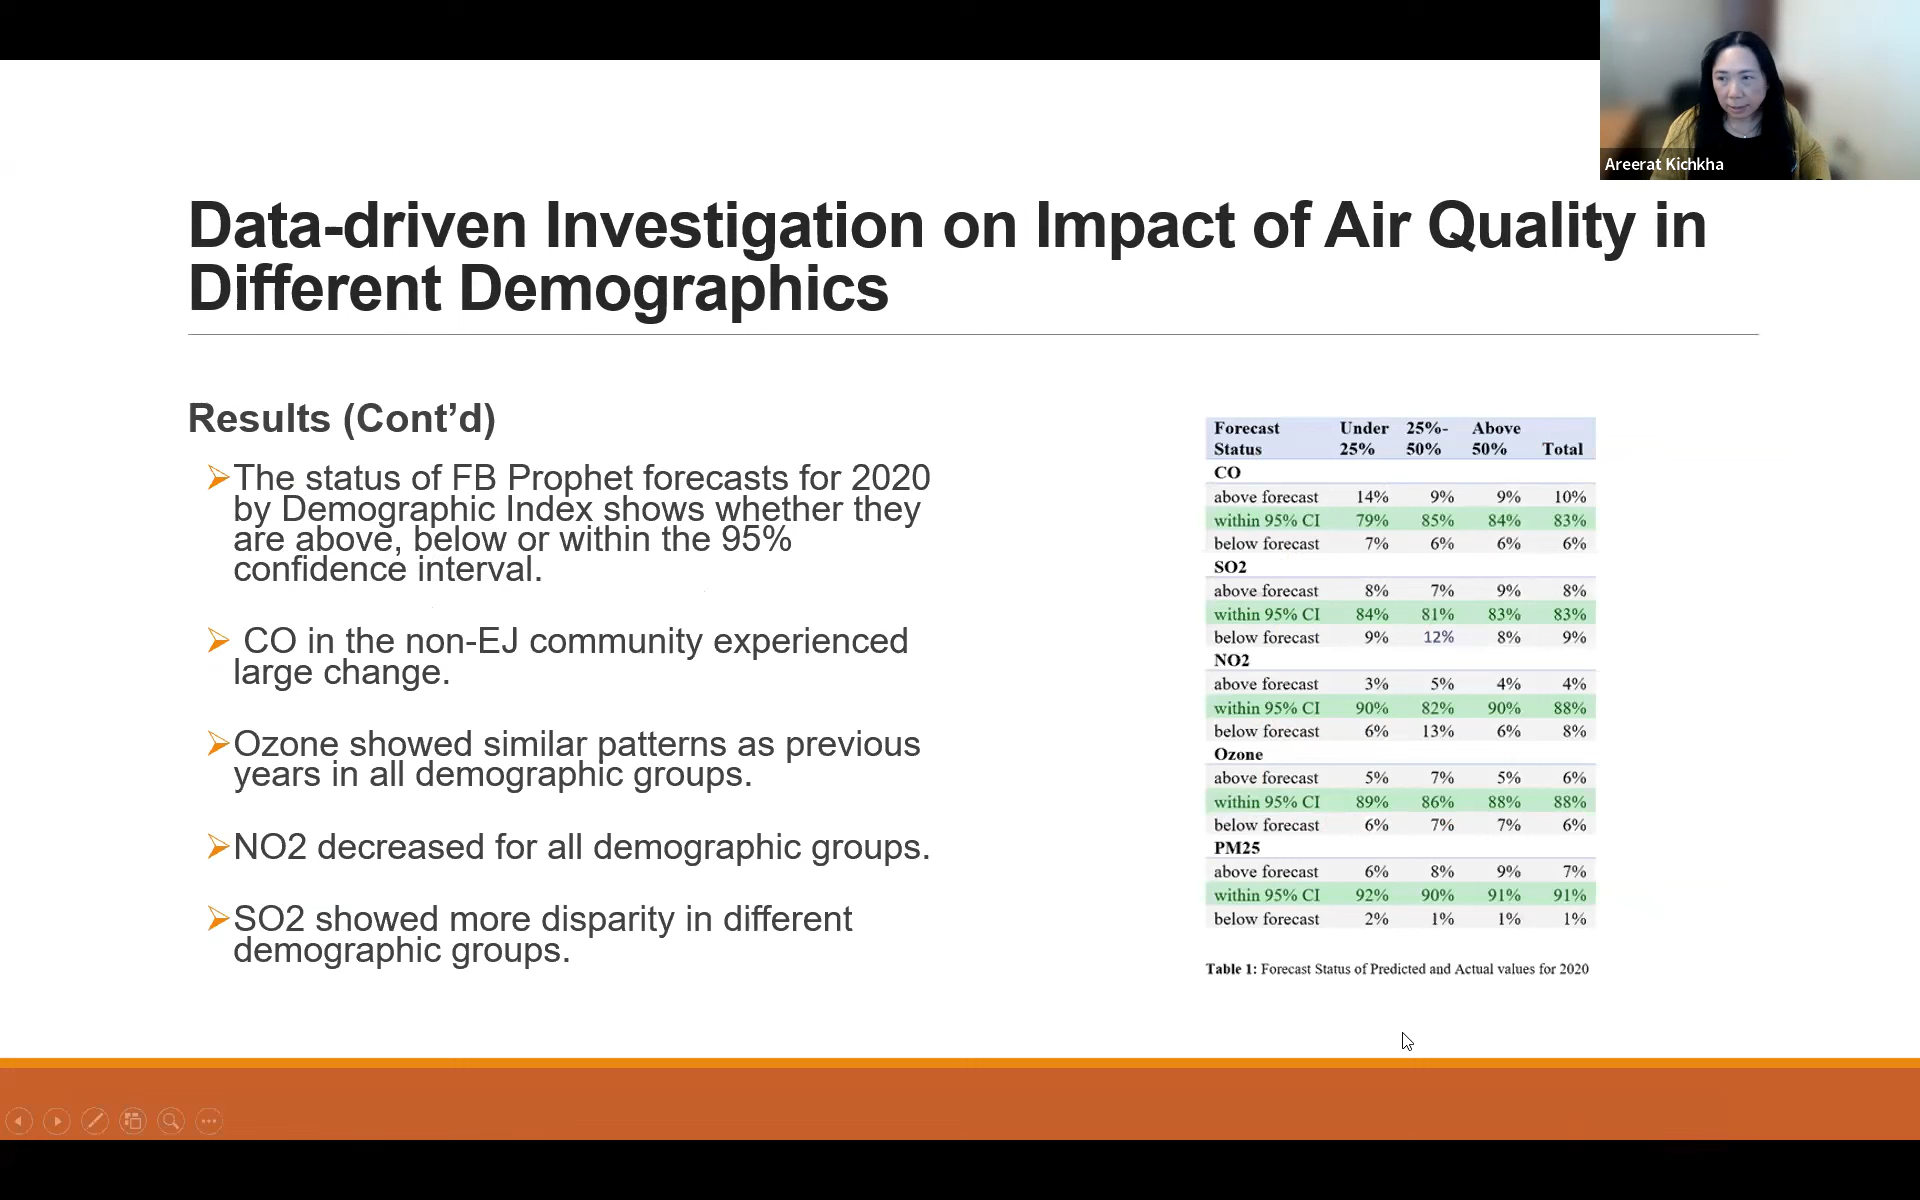 Areerat Kichkha
Data-driven Investigation on Impact of Air Quality in
Different Demographics
Results (Cont’d)
The status of FB Prophet forecasts for 2020
by Demographic Index shows whether they
are above, below or within the 95%
confidence interval.
CO in the non-EJ community experienced
large change.
Ozone showed similar patterns as previous
years in all demographic groups.
NO2 decreased for all demographic groups.
SO2 showed more disparity in different
demographic groups.
Forecast Under 25%- Above
Status 25% 50% 50% Total
CO
above forecast 14% 9% 9% 10%
within 95% CI 79% 85% 84% 83%
below forecast 7% 6% 6% 6%
SO2
above forecast 8% 7% 9% 8%
within 95% CI 84% 81% 83% 83%
below forecast 9% 12% 8% 9%
NO2
above forecast 3% 5% 4% 4%
within 95% CI 90% 82% 90% 88%
below forecast 6% 13% 6% 8%
Ozone
above forecast 5% 7% 5% 6%
within 95% CI 89% 86% 88% 88%
below forecast 6% 7% 7% 6%
PM25
above forecast 6% 8% 9% 7%
within 95% CI 92% 90% 91% 91%
below forecast 2% 1% 1% 1%
Table 1: Forecast Status of Predicted and Actual values for 2020